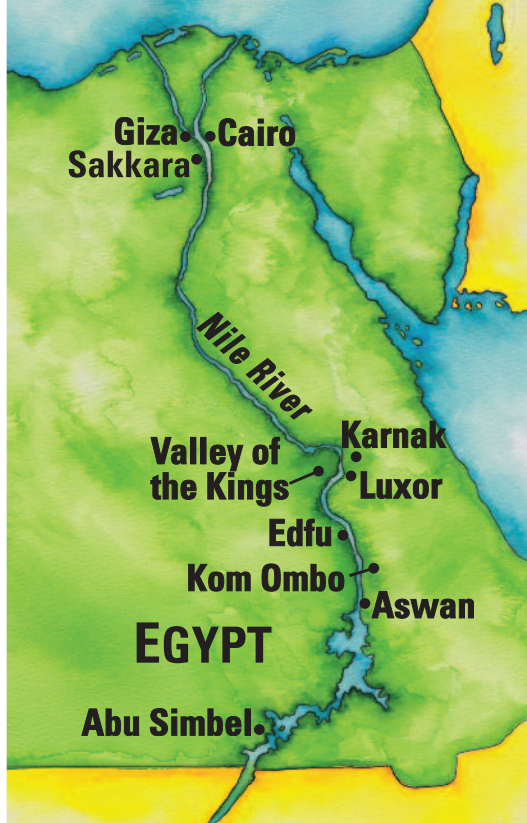 Giza
Cairo
Sakkara
Nile River
Karnak
Valley of
the Kings
Luxor
Edfu
Kom Ombo
Aswan
EGYPT
Abu Simbel